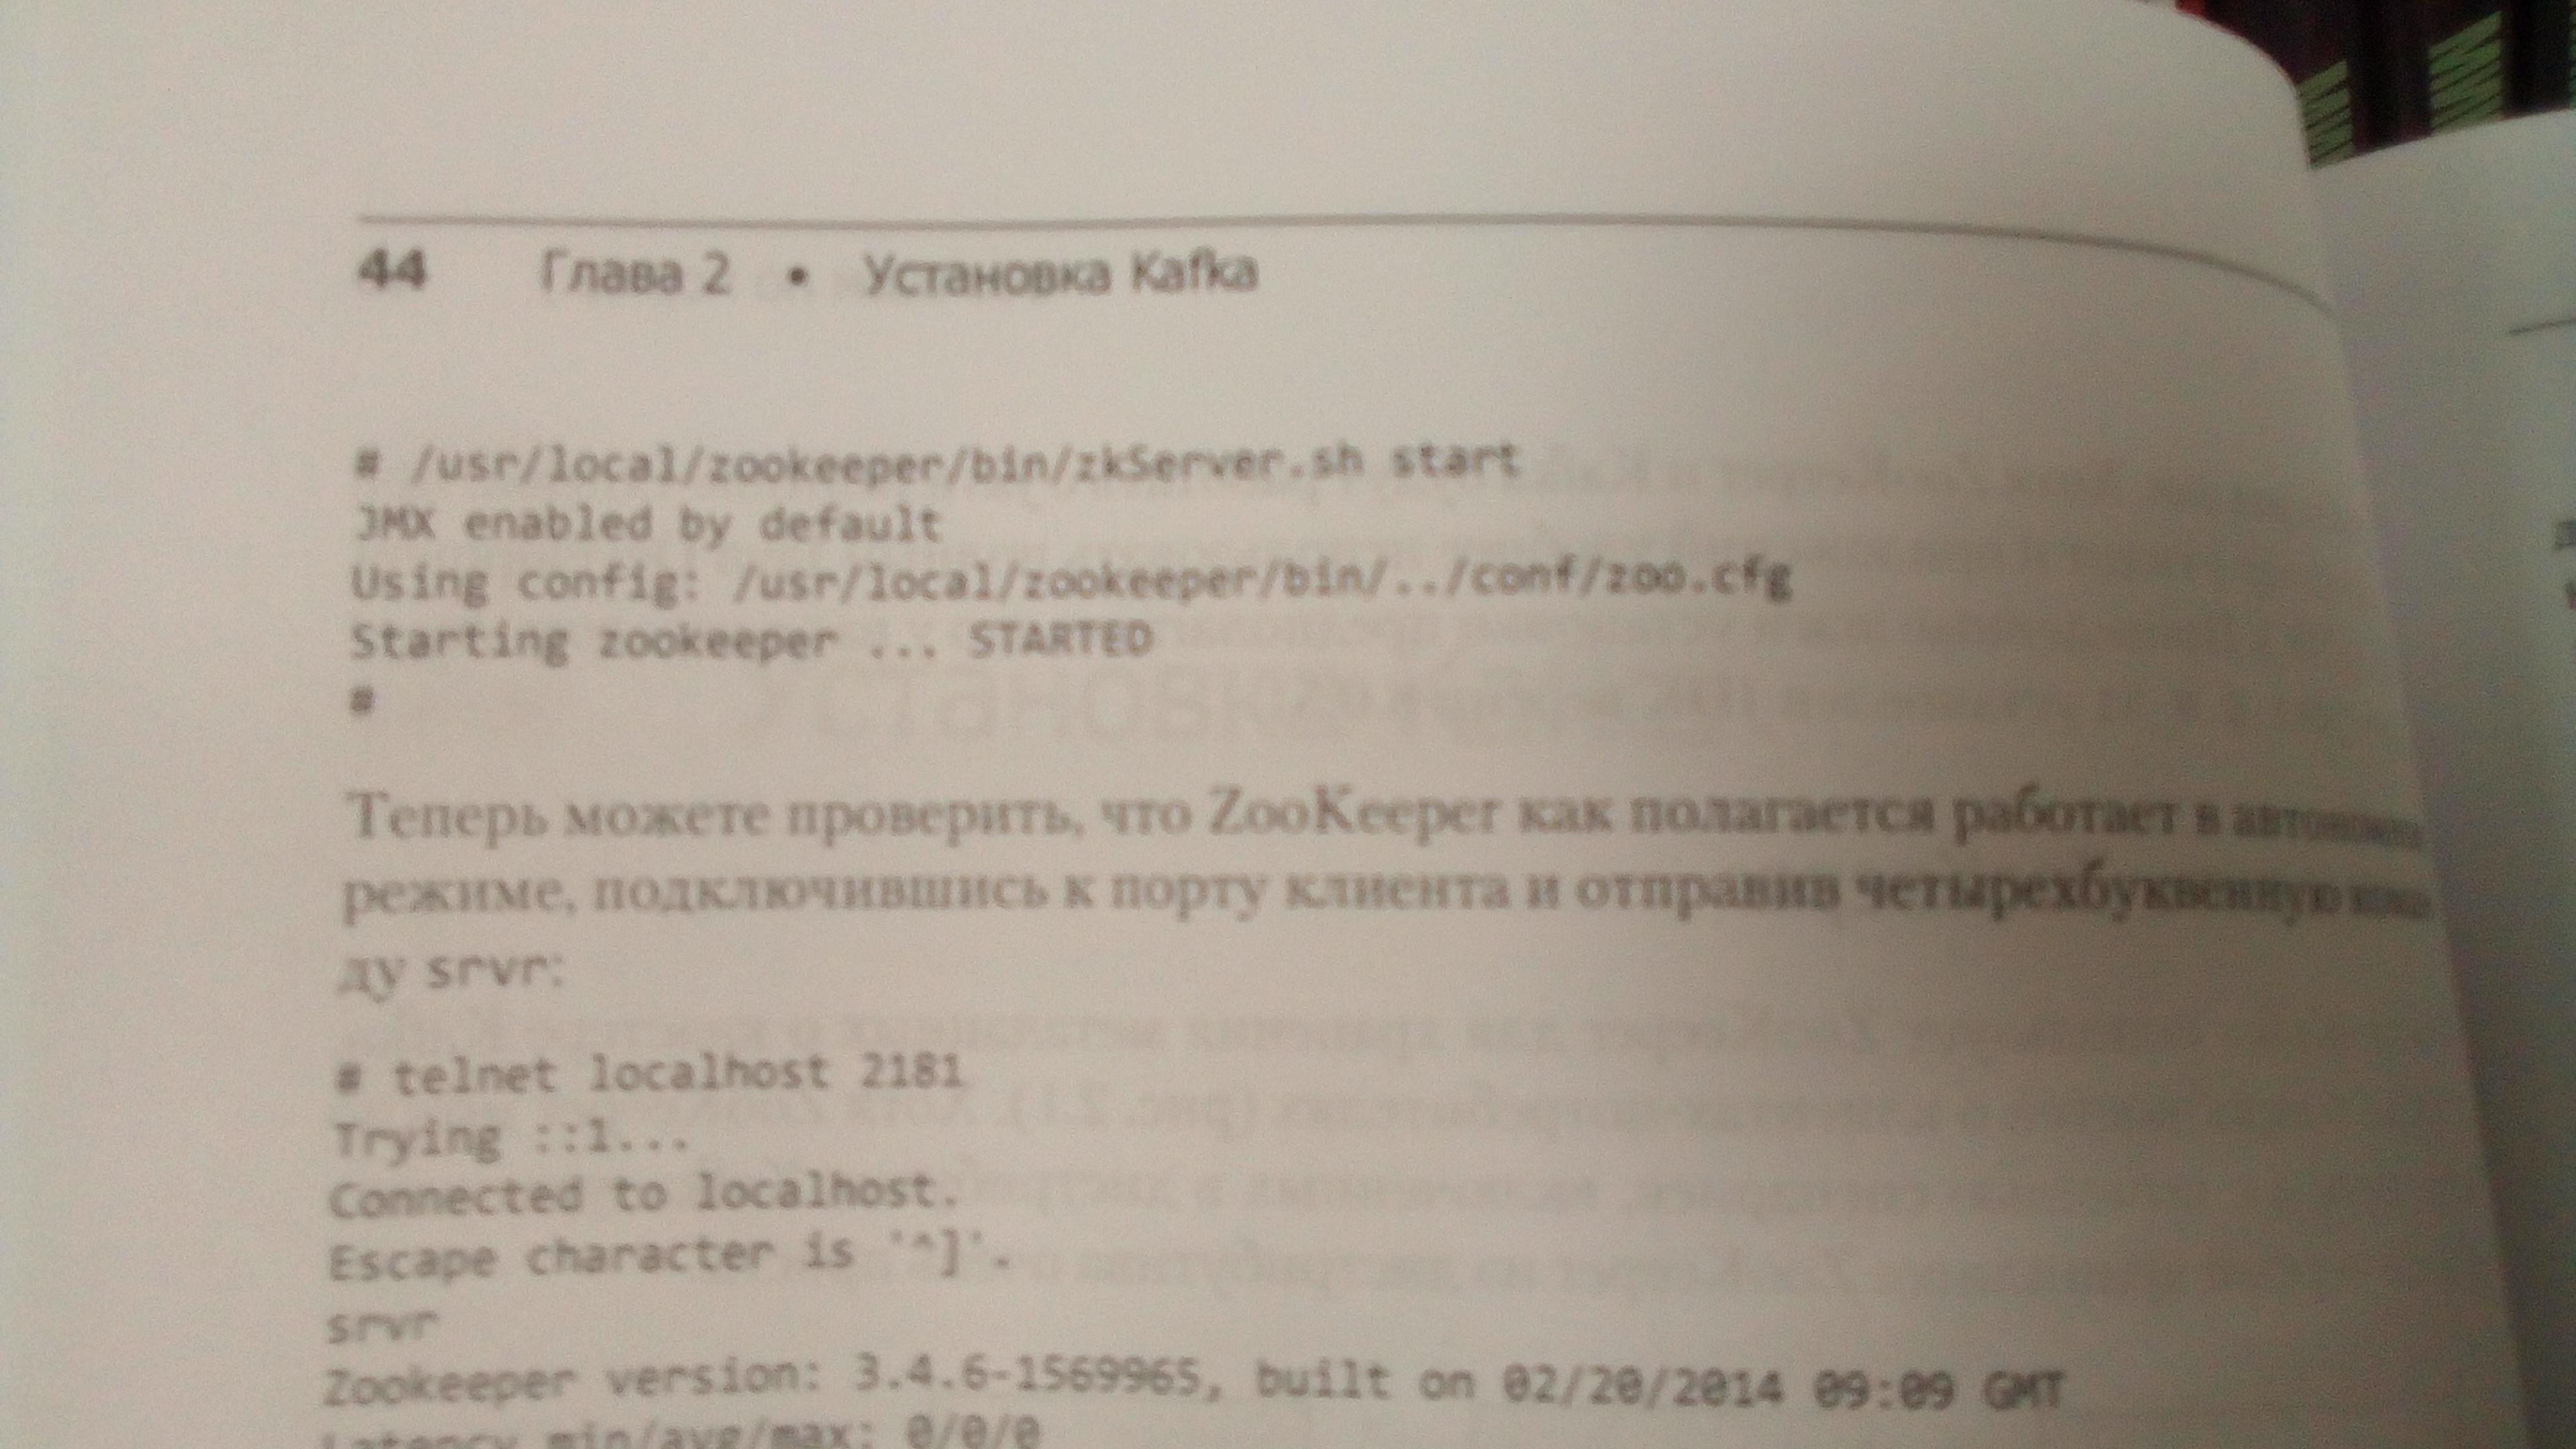 44 Глава 2 • Установка Kafka
# /usr/local/zookeeper/bin/zkServer.sh start
JMX enabled by default
Using config: /usr/local/zookeeper/bin/../conf/zoo.cfg
Starting zookeeper ... STARTED
#
Теперь можете проверить, что ZooKeeper как полагается работает в
режиме, подключившись к порту клиента и отправив четырехбуквенную
ду srvr:
# telnet localhost 2181
Trying ::1...
Connected to localhost.
Escape character is '^]'.
srvr
Zookeeper version: 3.4.6-1569965, built on 02/20/2014 09:09 GMT
Latency min/avg/max: 0/0/0